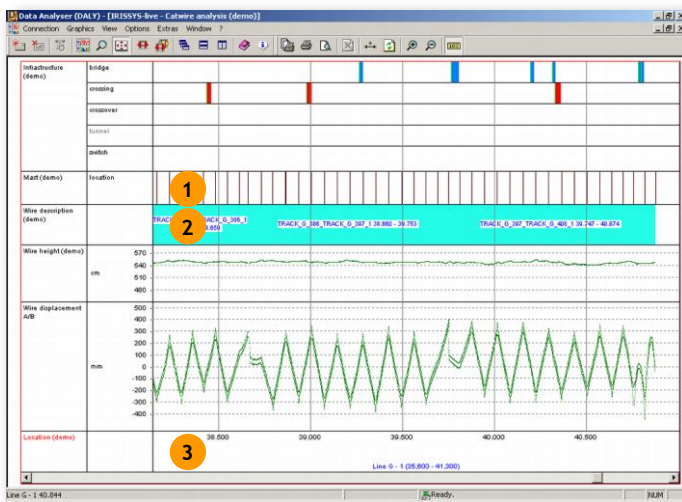 Data Analyser (DALY) - [IRISSYS-live - Catwire analysis (demo)]
Connection Graphics View Options Extras Window ?
Infrastructure (demo)
bridge
crossing
crossover
tunnel
switch
Mast (demo)
location
1
Wire description (demo)
2
TRACK_G_386_TRACK_G_397_1 38.660 - 39.753
TRACK_G_397_TRACK_G_408_1 39.747 - 40.874
Wire height (demo)
cm
570
540
510
480
Wire displacement A/B
mm
500
400
300
200
100
0
-100
-200
-300
-400
Location (demo)
38.500
39.000
39.500
40.000
40.500
3
Line G - 1 (35,800 - 41,300)
Line G - 1 40.844
Ready.
NUM